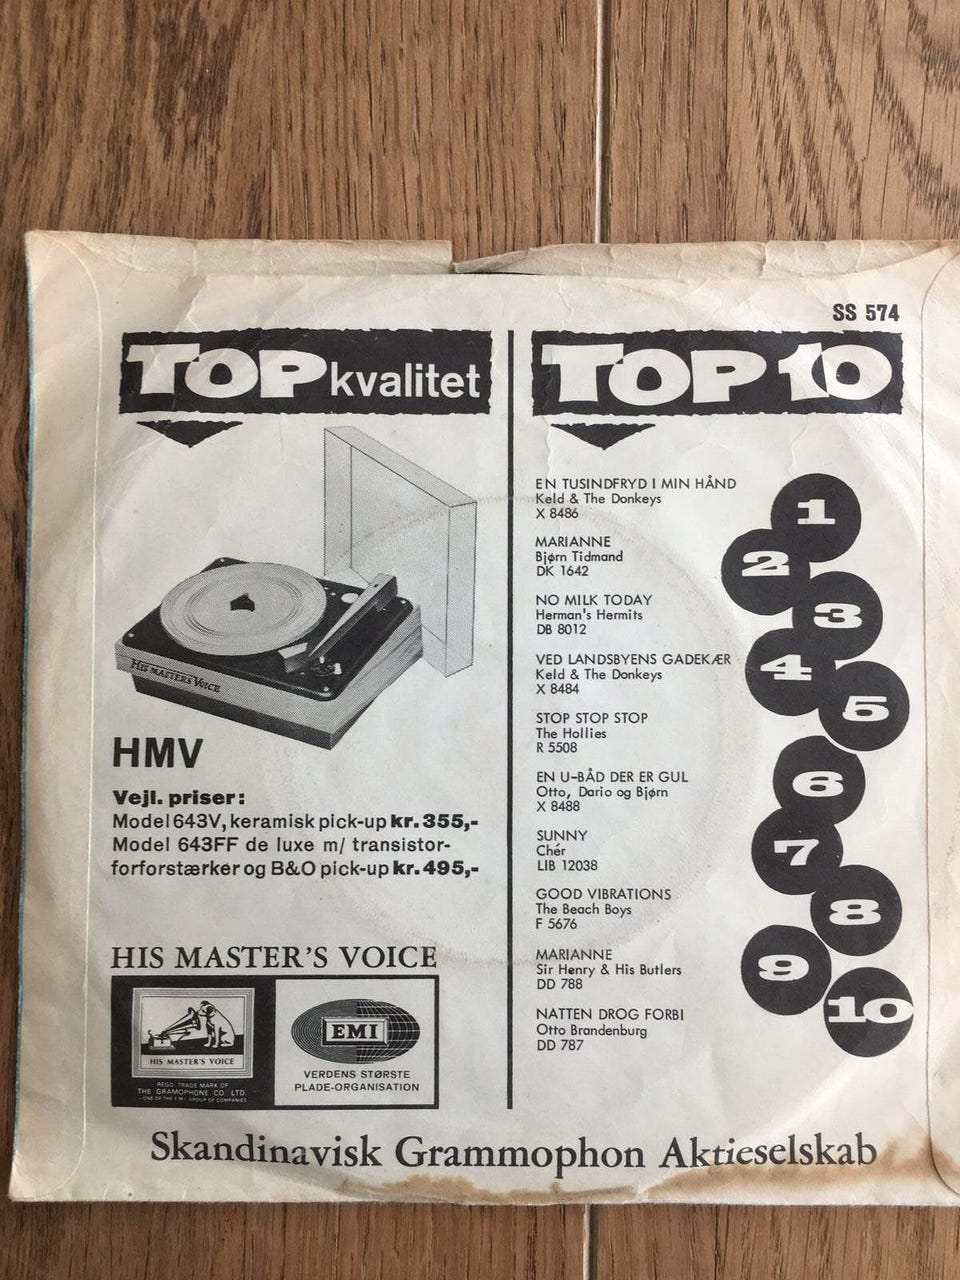 SS 574
TOP kvalitet
HIS MASTERS VOICE
HMV
Vejl. priser:
Model 643V, keramisk pick-up kr. 355,-
Model 643FF de luxe m/ transistor-
forforstærker og B&O pick-up kr. 495,-
HIS MASTER'S VOICE
HIS MASTER'S VOICE
REGD. TRADE MARK OF
THE GRAMOPHONE CO. LTD.
- ONE OF THE E.M.I. GROUP OF COMPANIES
EMI
VERDENS STØRSTE
PLADE-ORGANISATION
TOP 10
EN TUSINDFRYD I MIN HÅND
Keld & The Donkeys
X 8486
1
MARIANNE
Bjørn Tidmand
DK 1642
2
NO MILK TODAY
Herman's Hermits
DB 8012
3
VED LANDSBYENS GADEKÆR
Keld & The Donkeys
X 8484
4
STOP STOP STOP
The Hollies
R 5508
5
EN U-BÅD DER ER GUL
Otto, Dario og Bjørn
X 8488
6
SUNNY
Chér
LIB 12038
7
GOOD VIBRATIONS
The Beach Boys
F 5676
8
MARIANNE
Sir Henry & His Butlers
DD 788
9
NATTEN DROG FORBI
Otto Brandenburg
DD 787
10
Skandinavisk Grammophon Aktieselskab